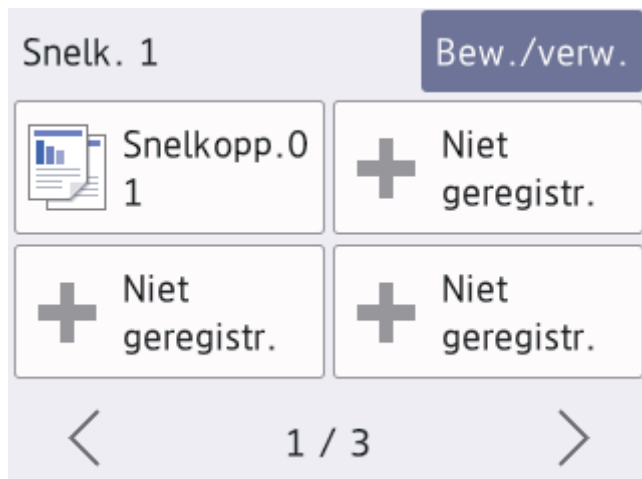 Snelk. 1
Bew./verw.
Snelkopp.0
1
Niet
geregistr.
Niet
geregistr.
Niet
geregistr.
1 / 3